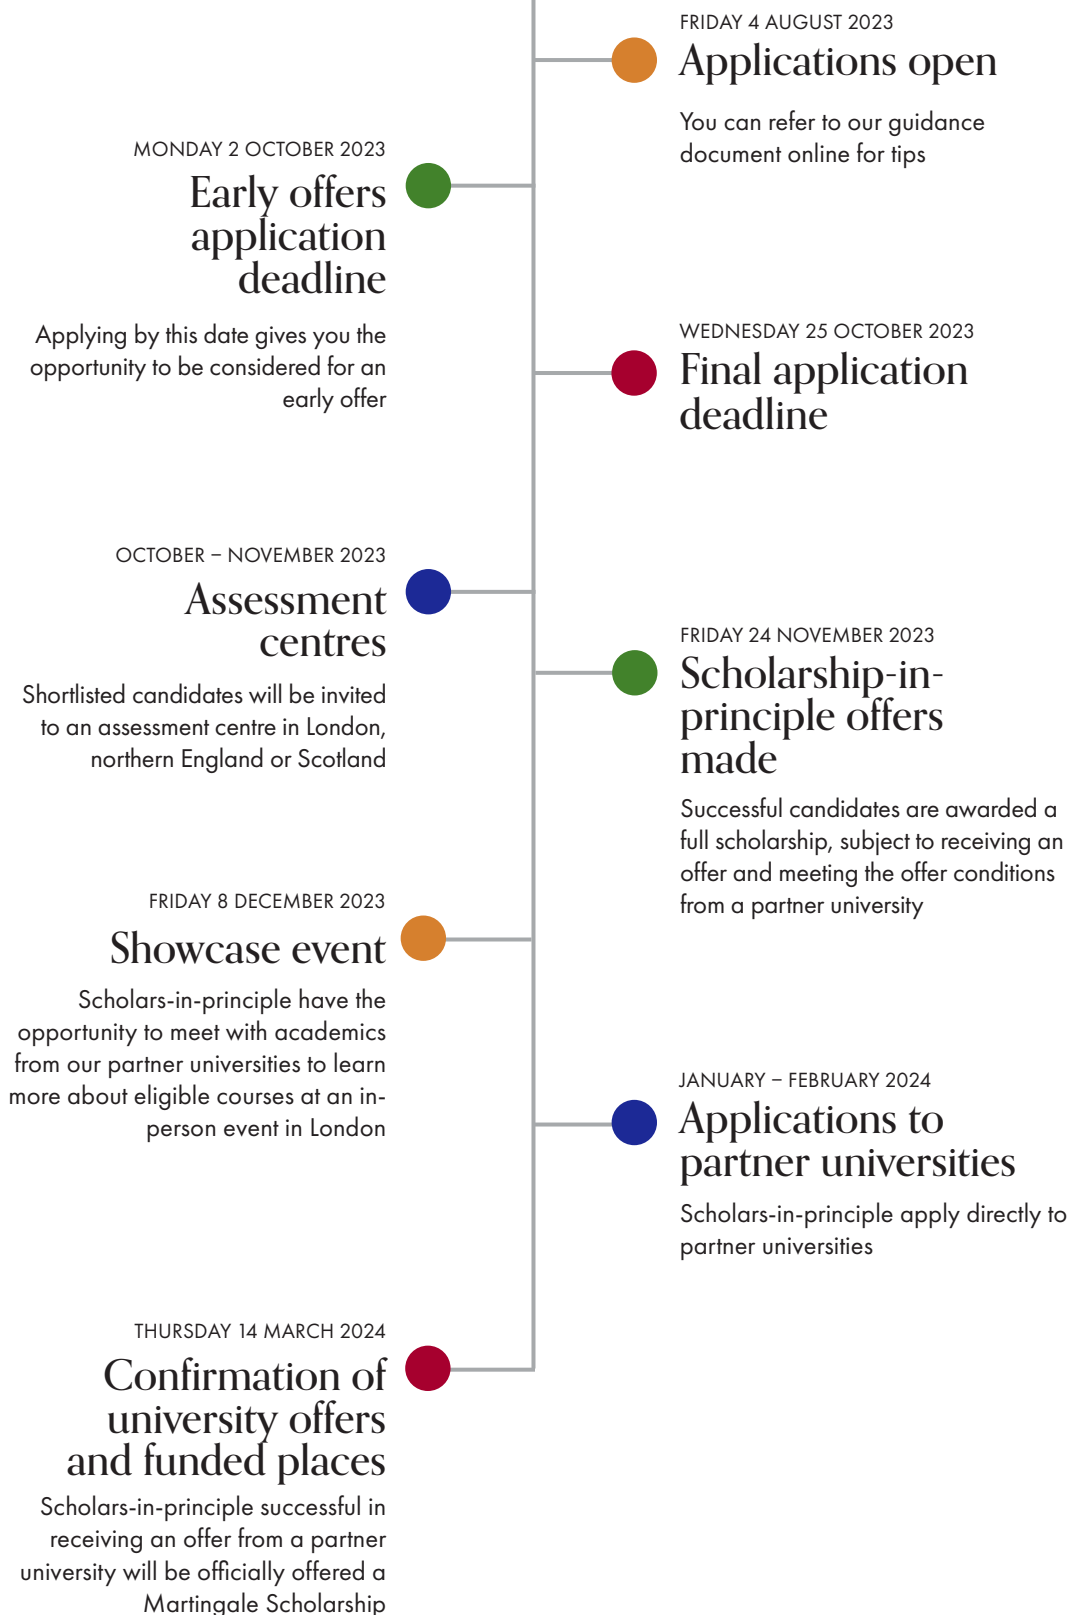 FRIDAY 4 AUGUST 2023
Applications open
You can refer to our guidance
document online for tips
MONDAY 2 OCTOBER 2023
Early offers
application
deadline
Applying by this date gives you the
opportunity to be considered for an
early offer
WEDNESDAY 25 OCTOBER 2023
Final application
deadline
OCTOBER – NOVEMBER 2023
Assessment
centres
Shortlisted candidates will be invited
to an assessment centre in London,
northern England or Scotland
FRIDAY 24 NOVEMBER 2023
Scholarship-in-
principle offers
made
Successful candidates are awarded a
full scholarship, subject to receiving an
offer and meeting the offer conditions
from a partner university
FRIDAY 8 DECEMBER 2023
Showcase event
Scholars-in-principle have the
opportunity to meet with academics
from our partner universities to learn
more about eligible courses at an in-
person event in London
JANUARY – FEBRUARY 2024
Applications to
partner universities
Scholars-in-principle apply directly to
partner universities
THURSDAY 14 MARCH 2024
Confirmation of
university offers
and funded places
Scholars-in-principle successful in
receiving an offer from a partner
university will be officially offered a
Martingale Scholarship